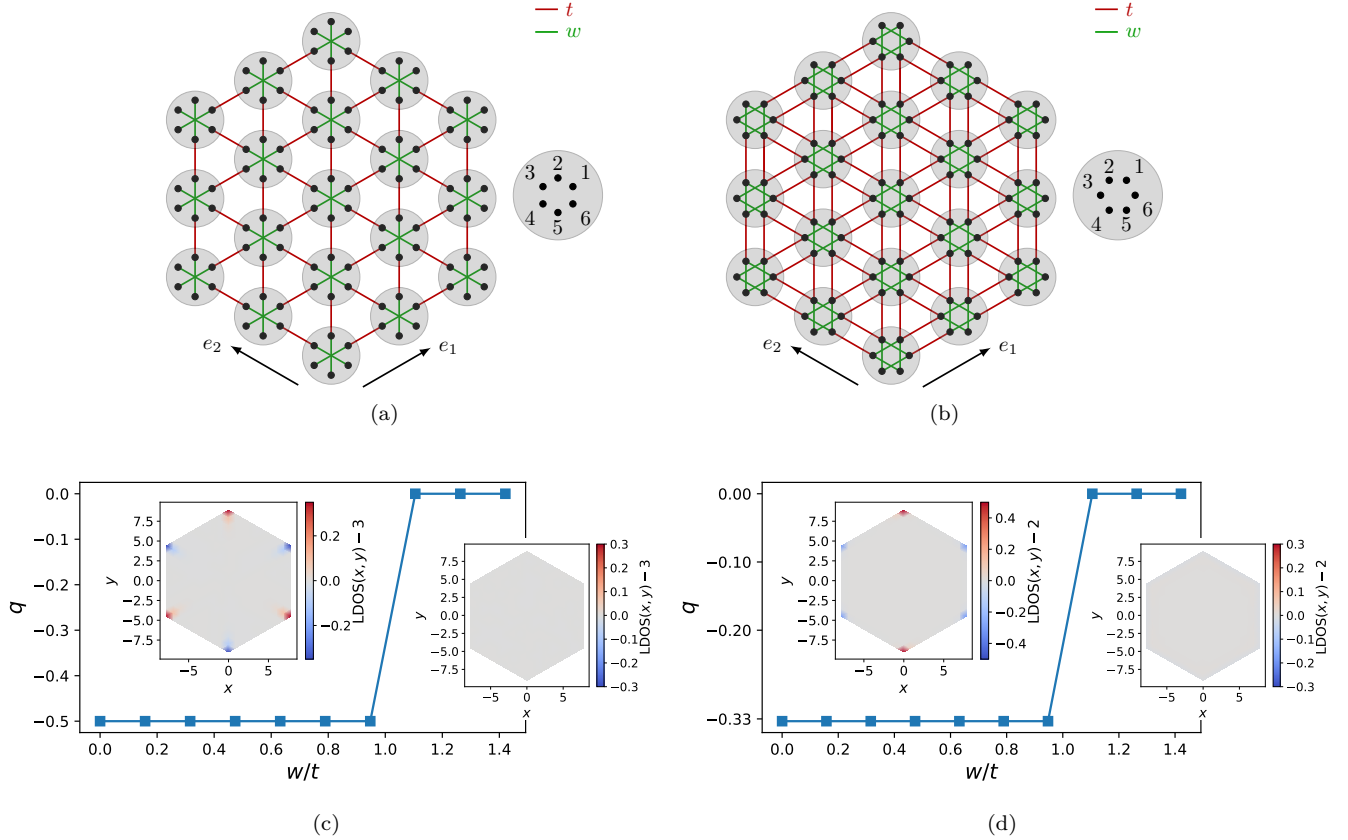 t
w
3 2 1
4 5 6
e₂ e₁
(a)
t
w
3 2 1
4 5 6
e₂ e₁
(b)
q
0.0
−0.1
−0.2
−0.3
−0.4
−0.5
0.0 0.2 0.4 0.6 0.8 1.0 1.2 1.4
w/t
y
7.5
5.0
2.5
0.0
−2.5
−5.0
−7.5
−5 0 5
x
0.2
0.0
−0.2
LDOS(x, y) − 3
y
7.5
5.0
2.5
0.0
−2.5
−5.0
−7.5
−5 0 5
x
0.3
0.2
0.1
0.0
−0.1
−0.2
−0.3
LDOS(x, y) − 3
(c)
q
0.00
−0.10
−0.20
−0.33
0.0 0.2 0.4 0.6 0.8 1.0 1.2 1.4
w/t
y
7.5
5.0
2.5
0.0
−2.5
−5.0
−7.5
−5 0 5
x
0.4
0.2
0.0
−0.2
−0.4
LDOS(x, y) − 2
y
7.5
5.0
2.5
0.0
−2.5
−5.0
−7.5
−5 0 5
x
0.3
0.2
0.1
0.0
−0.1
−0.2
−0.3
LDOS(x, y) − 2
(d)